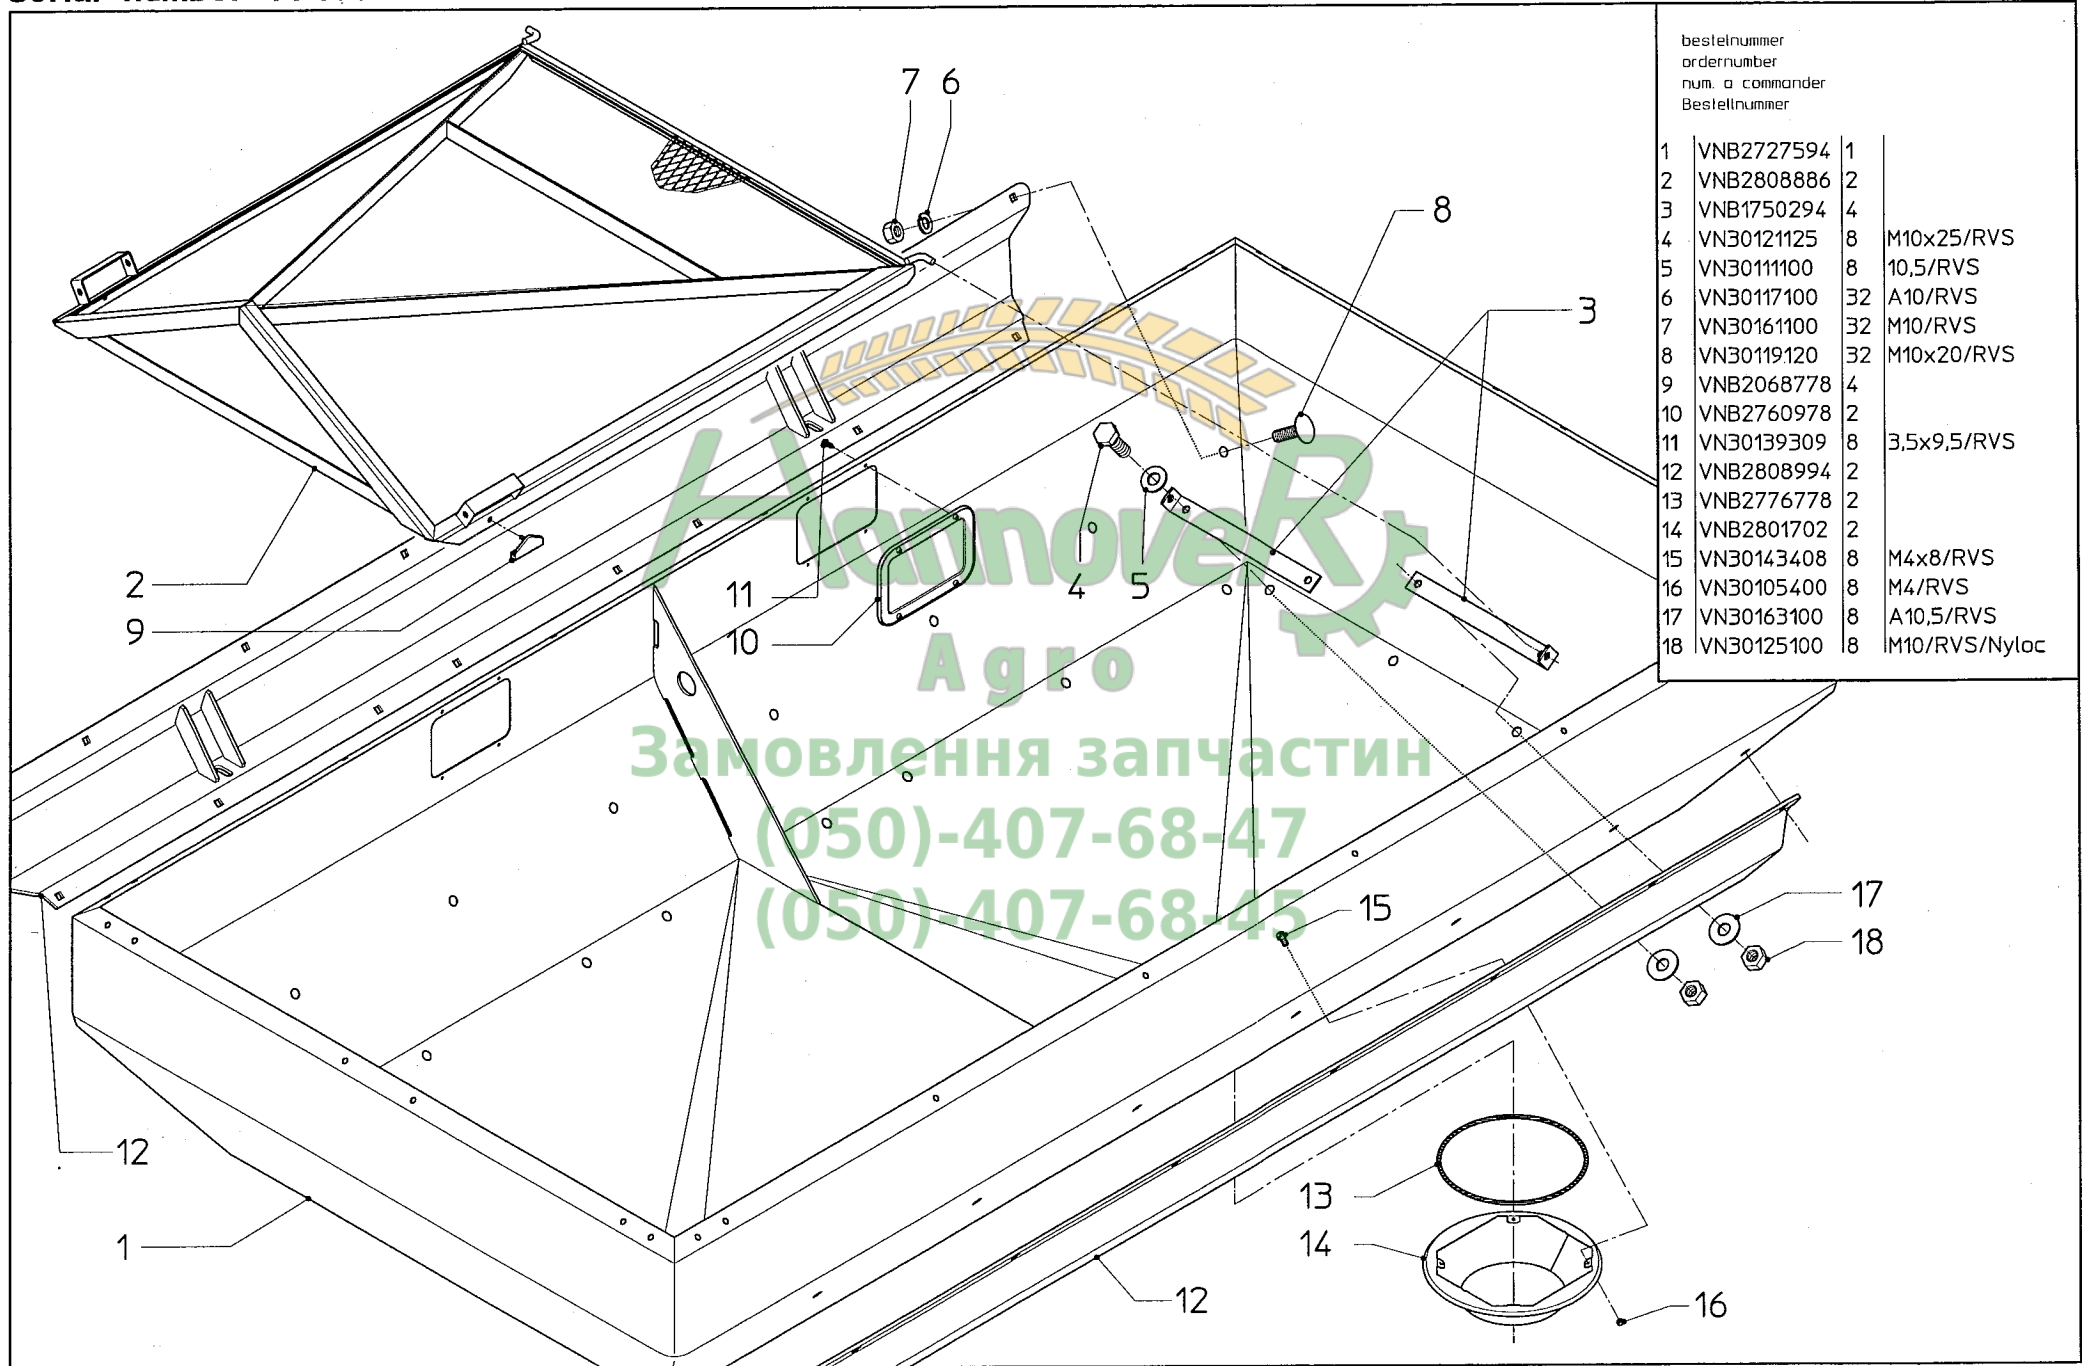 bestelnummer
ordernumber
num. a commander
Bestellnummer
1 VNB2727594 1
2 VNB2808886 2
3 VNB1750294 4
4 VN30121125 8 M10x25/RVS
5 VN30111100 8 10,5/RVS
6 VN30117100 32 A10/RVS
7 VN30161100 32 M10/RVS
8 VN30119120 32 M10x20/RVS
9 VNB2068778 4
10 VNB2760978 2
11 VN30139309 8 3,5x9,5/RVS
12 VNB2808994 2
13 VNB2776778 2
14 VNB2801702 2
15 VN30143408 8 M4x8/RVS
16 VN30105400 8 M4/RVS
17 VN30163100 8 A10,5/RVS
18 VN30125100 8 M10/RVS/Nyloc
7 6
8
3
2
9
11
10
4 5
HannoveR
Agro
Замовлення запчастин
(050)-407-68-47
(050)-407-68-45
15
17
18
12
1
13
14
12
16